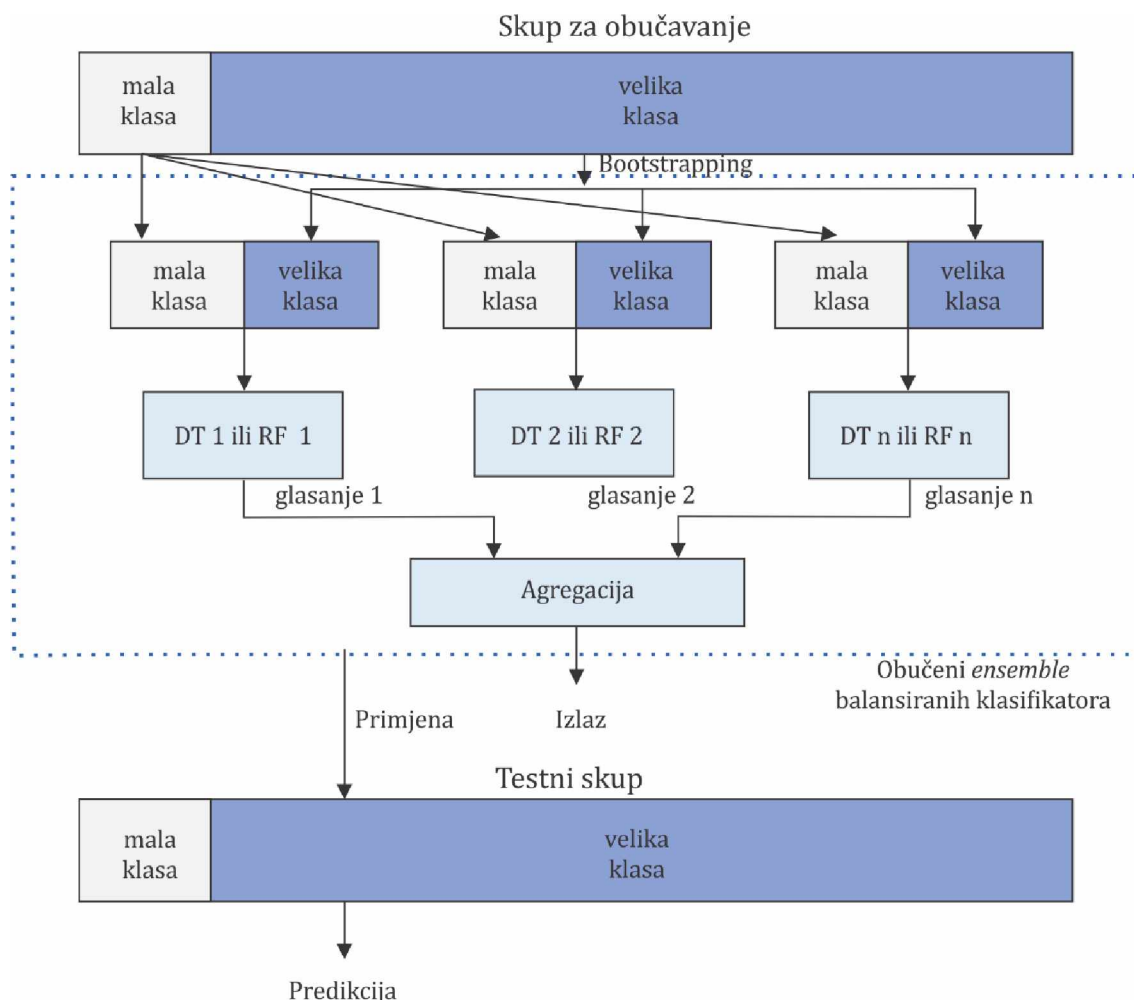 Skup za obučavanje
mala
klasa
velika
klasa
Bootstrapping
mala
klasa
velika
klasa
mala
klasa
velika
klasa
mala
klasa
velika
klasa
DT 1 ili RF 1
DT 2 ili RF 2
DT n ili RF n
glasanje 1
glasanje 2
glasanje n
Agregacija
Obučeni ensemble
balansiranih klasifikatora
Primjena
Izlaz
Testni skup
mala
klasa
velika
klasa
Predikcija